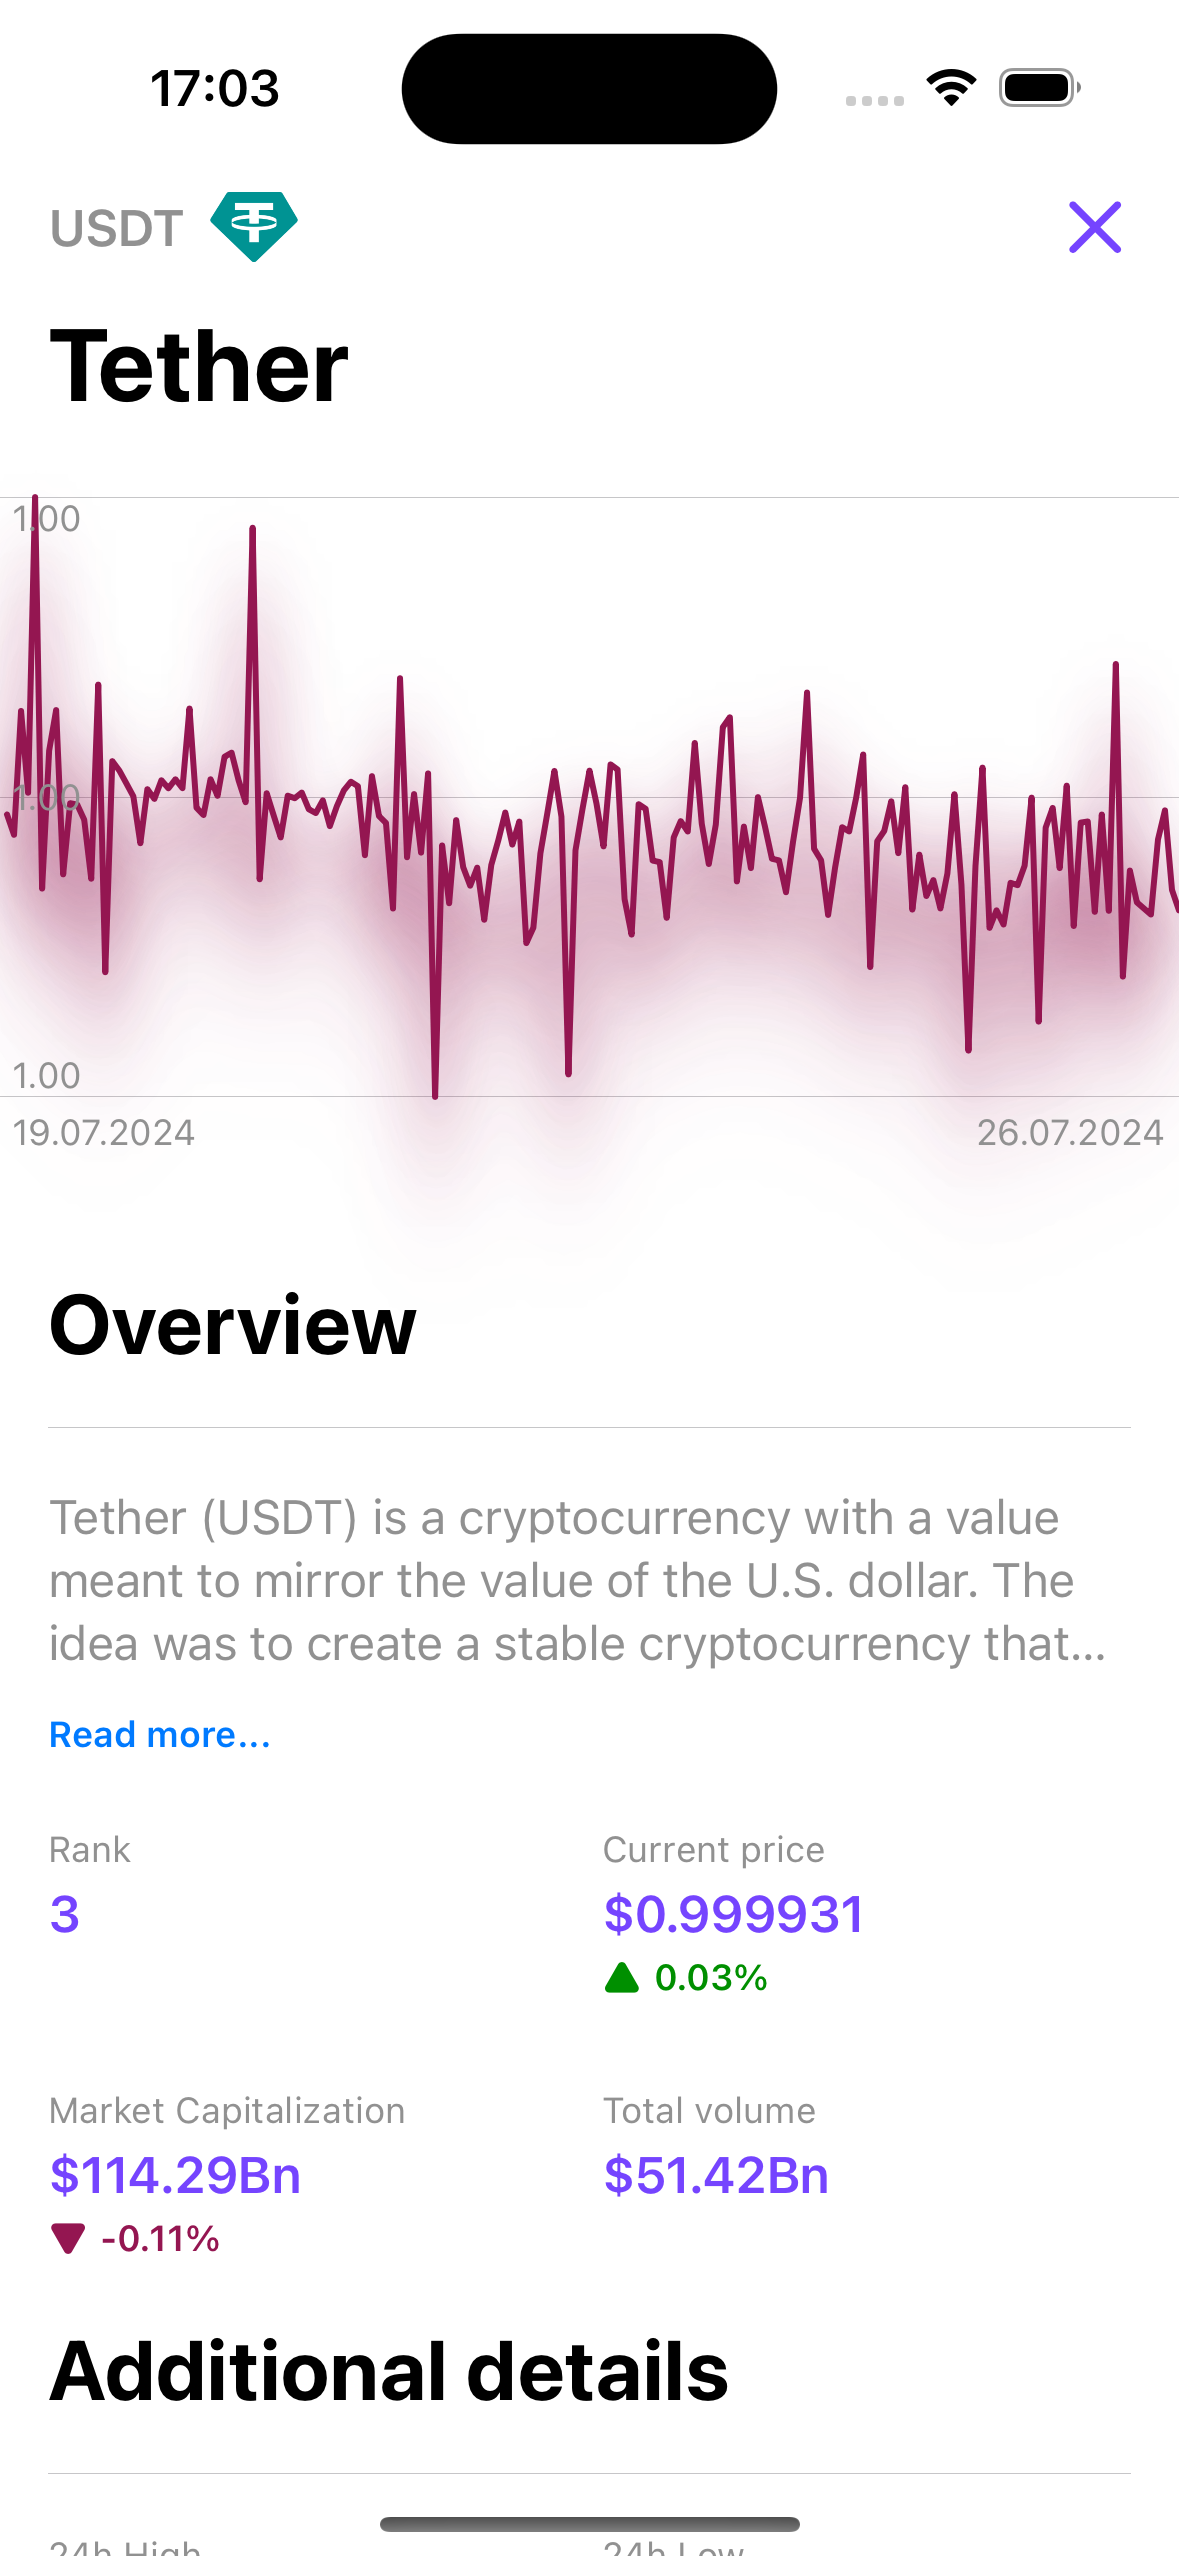 17:03
USDT
Tether
1.00
1.00
1.00
19.07.2024 26.07.2024
Overview
Tether (USDT) is a cryptocurrency with a value
meant to mirror the value of the U.S. dollar. The
idea was to create a stable cryptocurrency that...
Read more...
Rank Current price
3 $0.999931
0.03%
Market Capitalization Total volume
$114.29Bn $51.42Bn
-0.11%
Additional details
24h High 24h Low